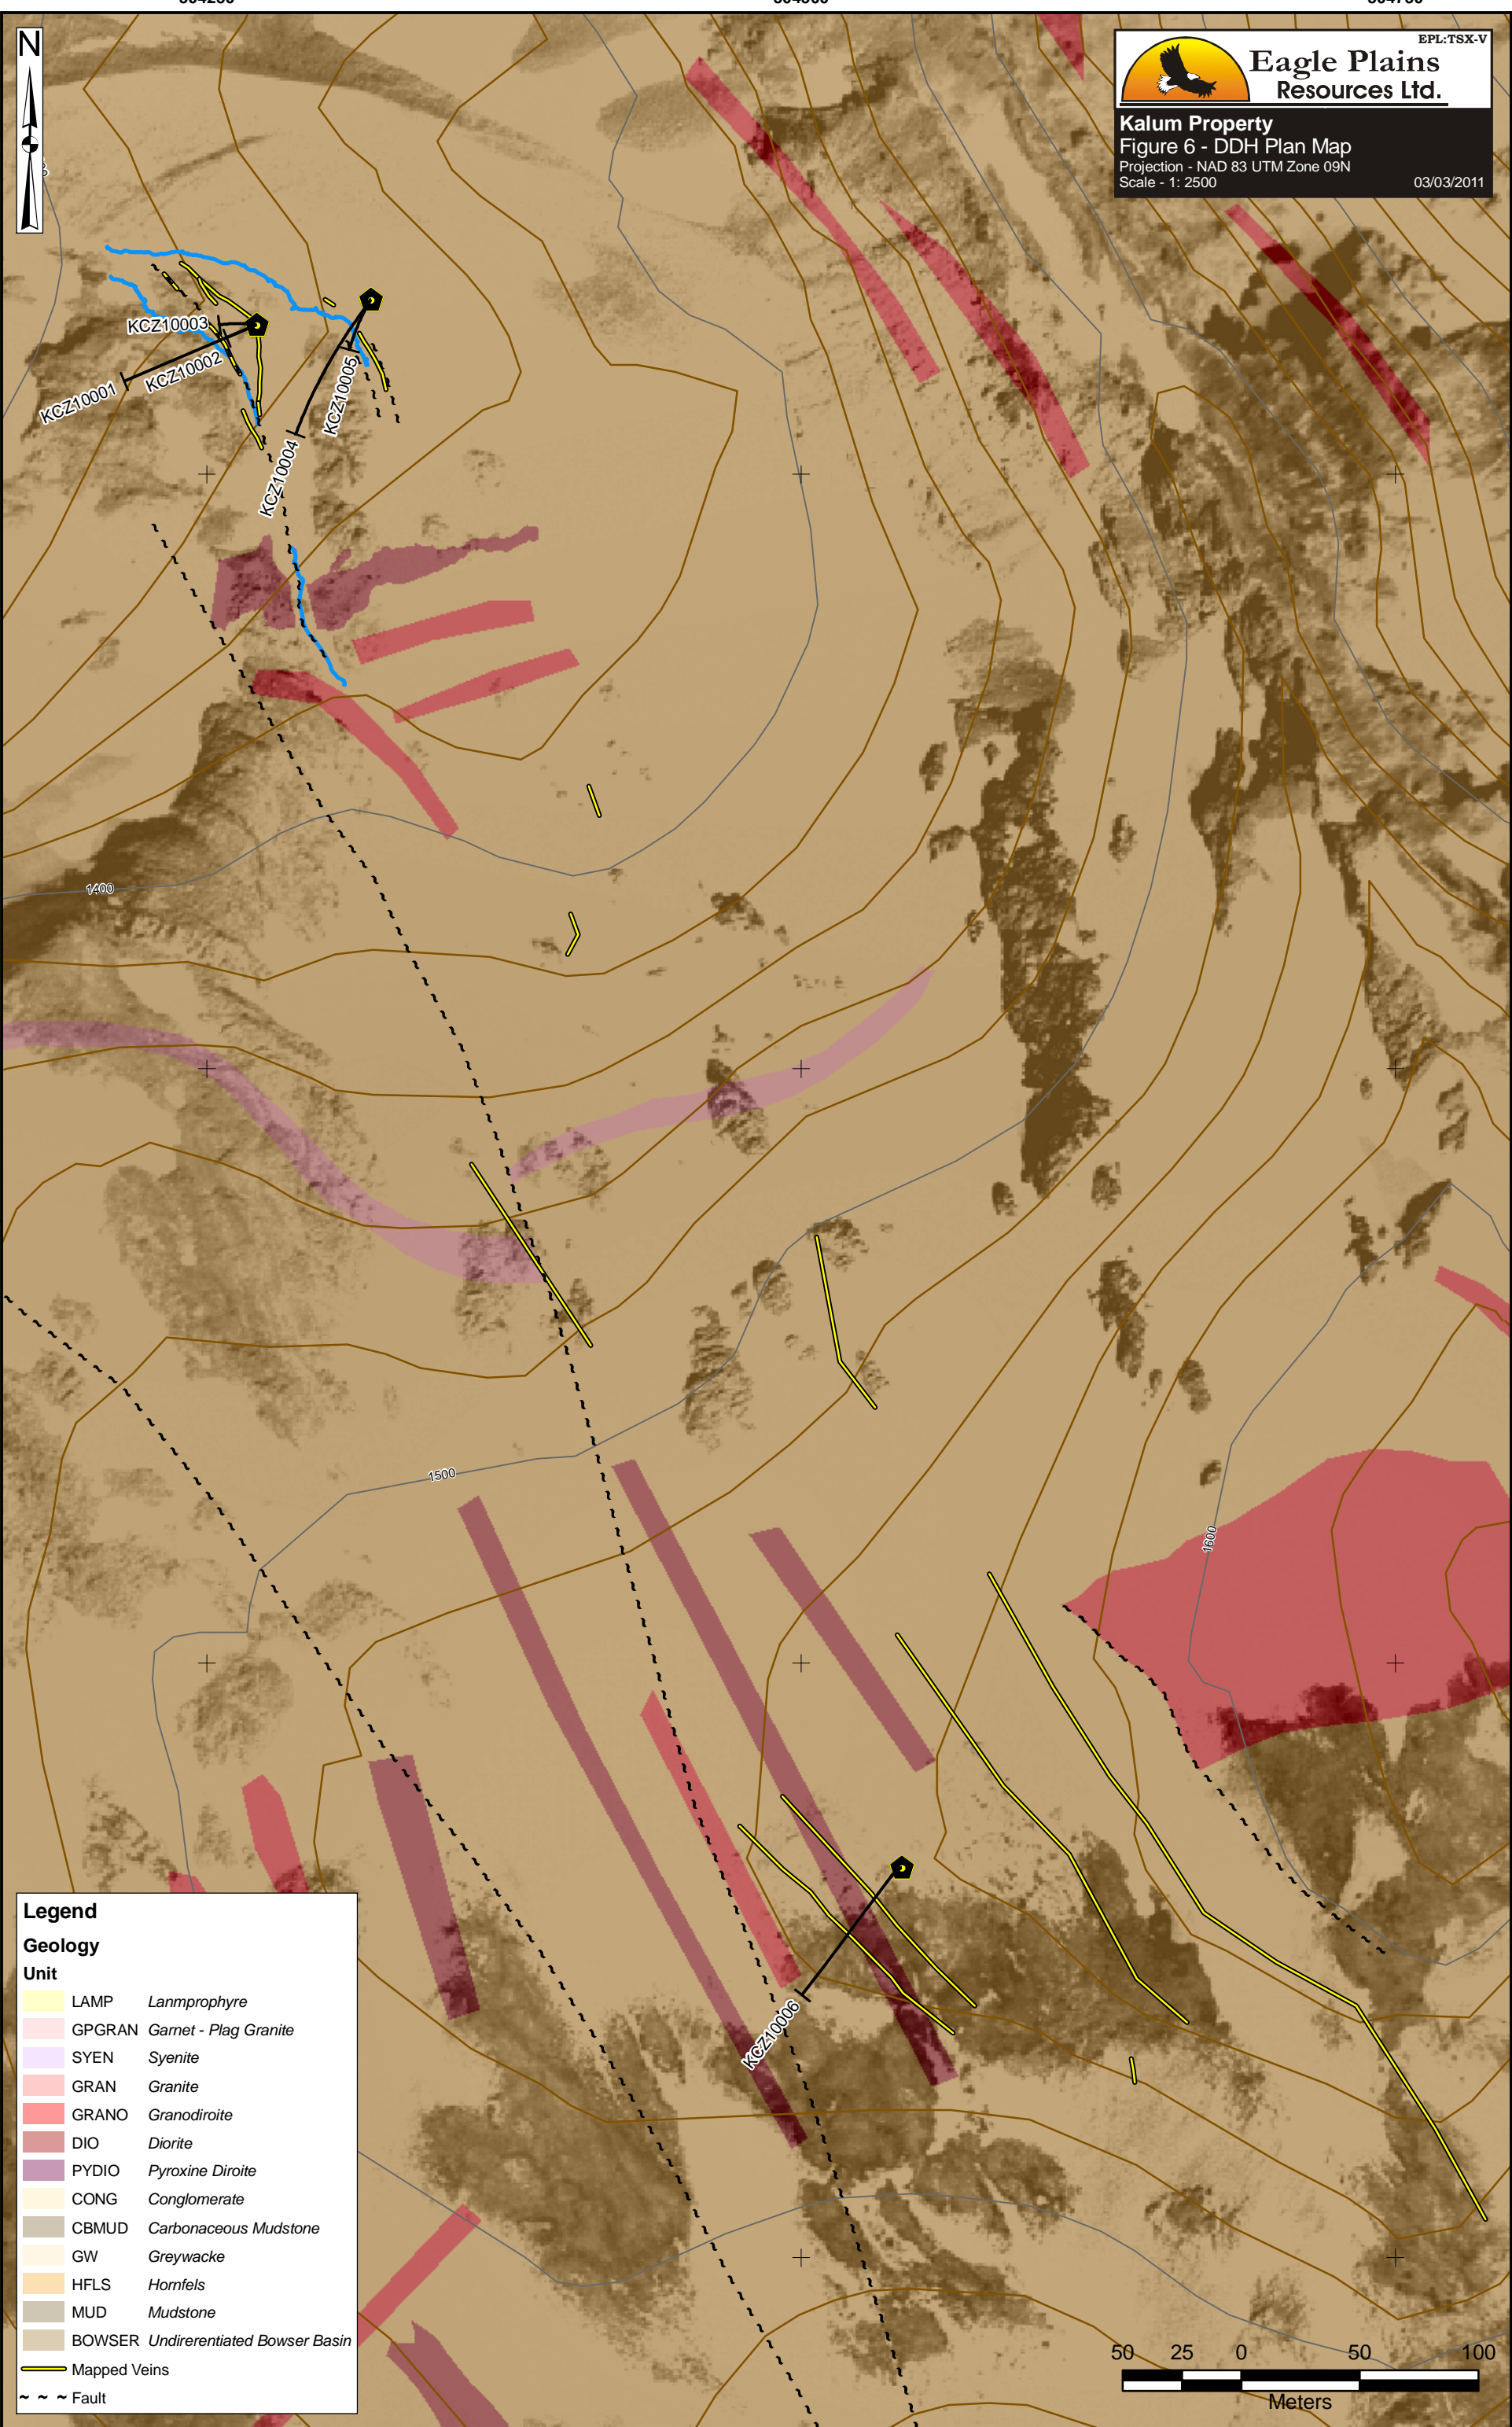 N
EPL:TSX-V
Eagle Plains
Resources Ltd.
Kalum Property
Figure 6 - DDH Plan Map
Projection - NAD 83 UTM Zone 09N
Scale - 1: 2500 03/03/2011
KCZ10003
KCZ10002
KCZ10001
KCZ10005
KCZ10004
1400
1500
1600
KCZ10006
Legend
Geology
Unit
LAMP Lanmprophyre
GPGRAN Garnet - Plag Granite
SYEN Syenite
GRAN Granite
GRANO Granodiroite
DIO Diorite
PYDIO Pyroxine Diroite
CONG Conglomerate
CBMUD Carbonaceous Mudstone
GW Greywacke
HFLS Hornfels
MUD Mudstone
BOWSER Undirerentiated Bowser Basin
Mapped Veins
Fault
50 25 0 50 100
Meters